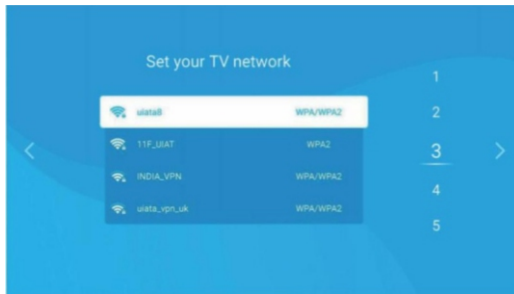 Set your TV network
uiata8 WPA/WPA2
11F_UIAT WPA2
INDIA_VPN WPA/WPA2
uiata_vpn_uk WPA/WPA2
1
2
3
4
5